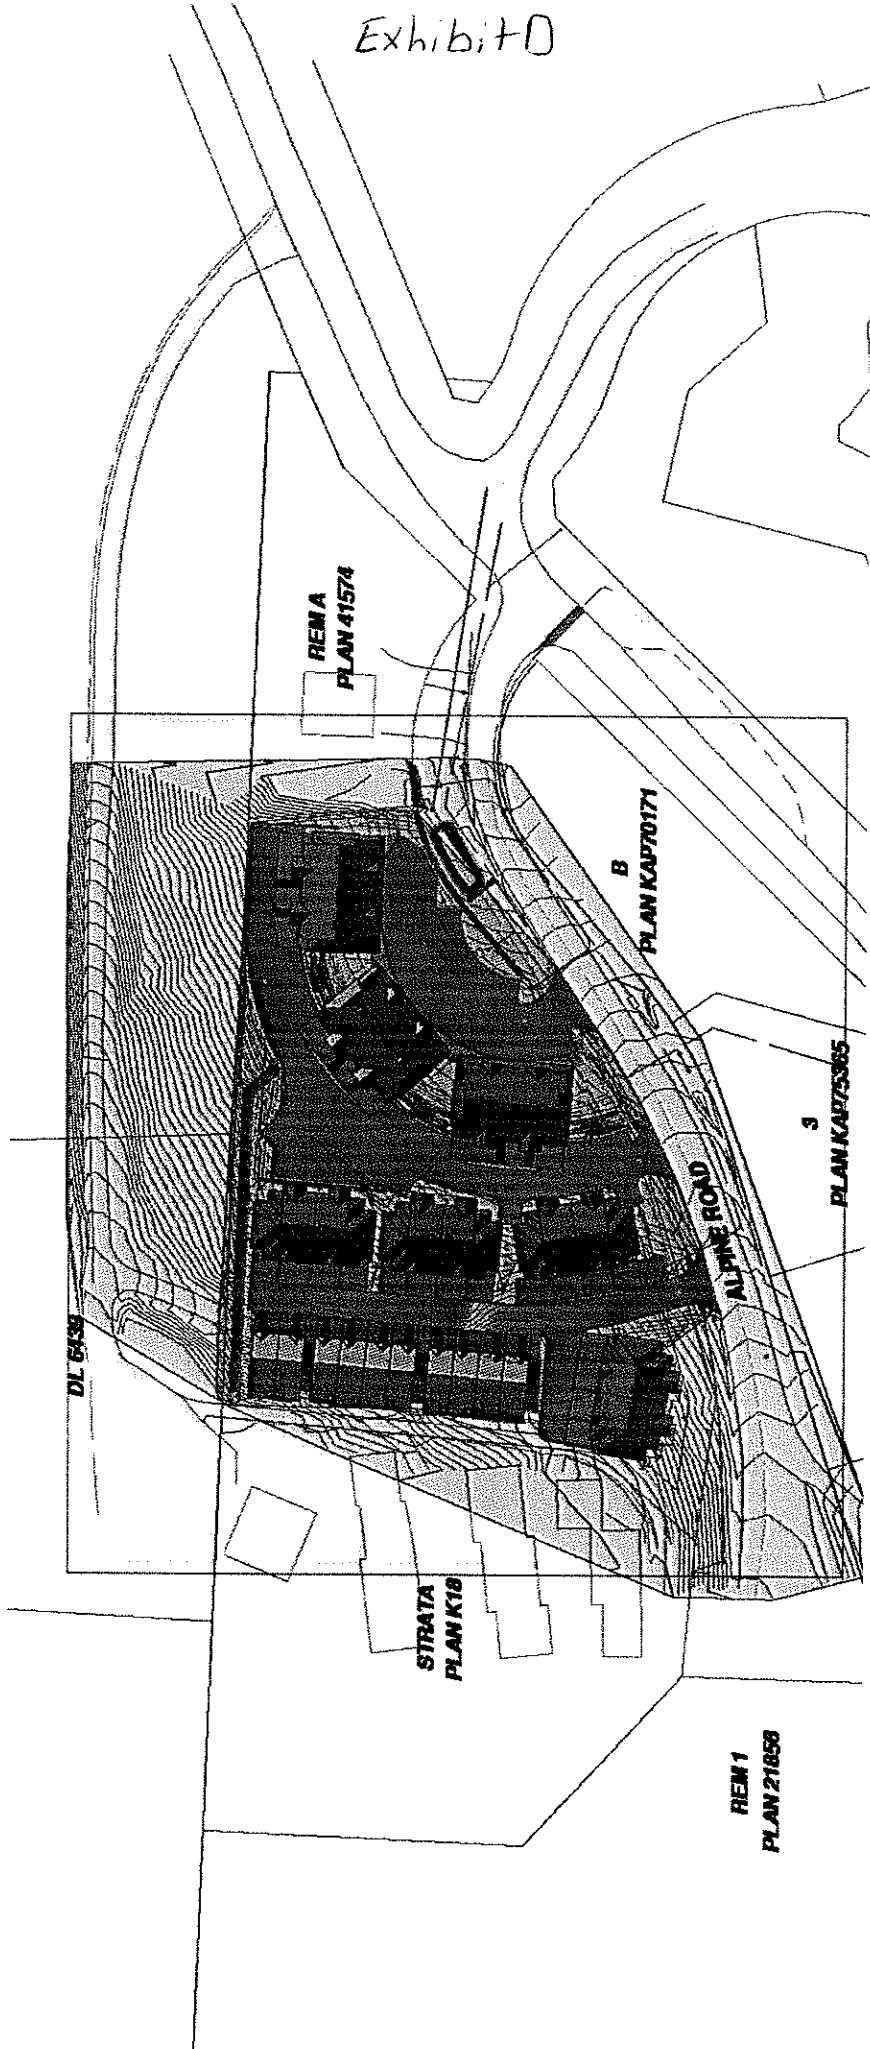 Exhibit D
REM A
PLAN 41574
B
PLAN KAP70171
3
PLAN KAP75365
ALPINE ROAD
DL 6439
STRATA
PLAN K18
REM 1
PLAN 21858